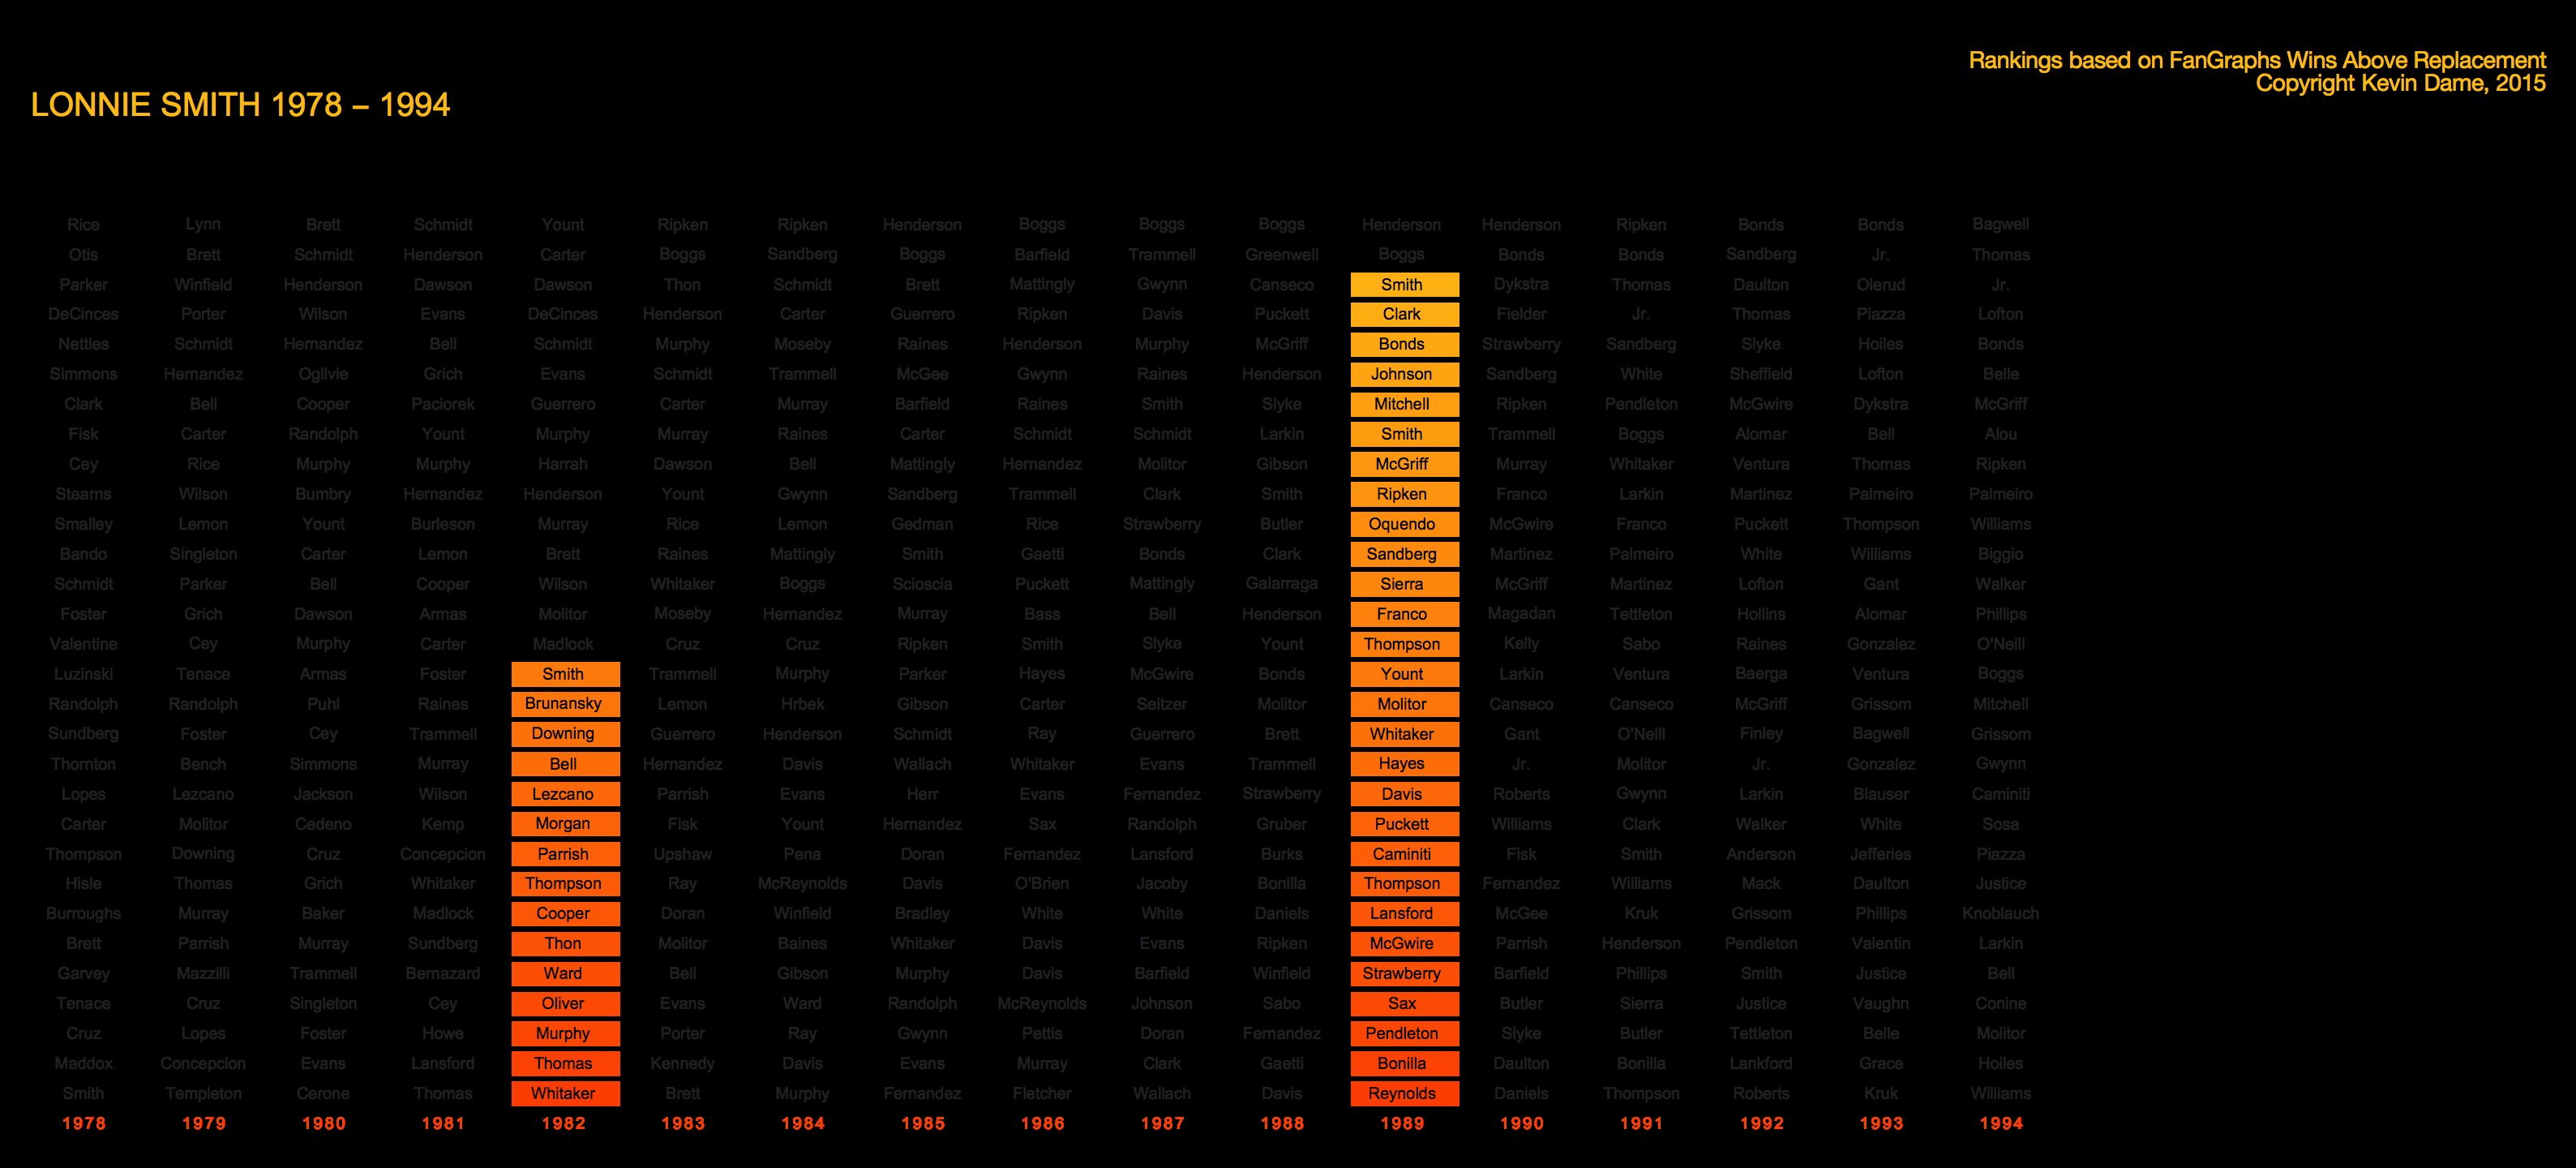 Rankings based on FanGraphs Wins Above Replacement
Copyright Kevin Dame, 2015
LONNIE SMITH 1978 – 1994
Rice Lynn Brett Schmidt Yount Ripken Ripken Henderson Boggs Boggs Boggs Henderson Henderson Ripken Bonds Bonds Bagwell
Otis Brett Schmidt Henderson Carter Boggs Sandberg Boggs Barfield Trammell Greenwell Boggs Bonds Bonds Sandberg Jr. Thomas
Parker Winfield Henderson Dawson Dawson Thon Schmidt Brett Mattingly Gwynn Canseco Smith Dykstra Thomas Daulton Olerud Jr.
DeCinces Porter Wilson Evans DeCinces Henderson Carter Guerrero Ripken Davis Puckett Clark Fielder Jr. Thomas Piazza Lofton
Nettles Schmidt Hernandez Bell Schmidt Murphy Moseby Raines Henderson Murphy McGriff Bonds Strawberry Sandberg Slyke Hoiles Bonds
Simmons Hernandez Oglivie Grich Evans Schmidt Trammell McGee Gwynn Raines Henderson Johnson Sandberg White Sheffield Lofton Belle
Clark Bell Cooper Paciorek Guerrero Carter Murray Barfield Raines Smith Slyke Mitchell Ripken Pendleton McGwire Dykstra McGriff
Fisk Carter Randolph Yount Murphy Murray Raines Carter Schmidt Schmidt Larkin Smith Trammell Boggs Alomar Bell Alou
Cey Rice Murphy Murphy Harrah Dawson Bell Mattingly Hernandez Molitor Gibson McGriff Murray Whitaker Ventura Thomas Ripken
Stearns Wilson Bumbry Hernandez Henderson Yount Gwynn Sandberg Trammell Clark Smith Ripken Franco Larkin Martinez Palmeiro Palmeiro
Smalley Lemon Yount Burleson Murray Rice Lemon Gedman Rice Strawberry Butler Oquendo McGwire Franco Puckett Thompson Williams
Bando Singleton Carter Lemon Brett Raines Mattingly Smith Gaetti Bonds Clark Sandberg Martinez Palmeiro White Williams Biggio
Schmidt Parker Bell Cooper Wilson Whitaker Boggs Scioscia Puckett Mattingly Galarraga Sierra McGriff Martinez Lofton Gant Walker
Foster Grich Dawson Armas Molitor Moseby Hernandez Murray Bass Bell Henderson Franco Magadan Tettleton Hollins Alomar Phillips
Valentine Cey Murphy Carter Madlock Cruz Cruz Ripken Smith Slyke Yount Thompson Kelly Sabo Raines Gonzalez O'Neill
Luzinski Tenace Armas Foster Smith Trammell Murphy Parker Hayes McGwire Bonds Yount Larkin Ventura Baerga Ventura Boggs
Randolph Randolph Puhl Raines Brunansky Lemon Hrbek Gibson Carter Seitzer Molitor Molitor Canseco Canseco McGriff Grissom Mitchell
Sundberg Foster Cey Trammell Downing Guerrero Henderson Schmidt Ray Guerrero Brett Whitaker Gant O'Neill Finley Bagwell Grissom
Thornton Bench Simmons Murray Bell Hernandez Davis Wallach Whitaker Evans Trammell Hayes Jr. Molitor Jr. Gonzalez Gwynn
Lopes Lezcano Jackson Wilson Lezcano Parrish Evans Herr Evans Fernandez Strawberry Davis Roberts Gwynn Larkin Blauser Caminiti
Carter Molitor Cedeno Kemp Morgan Fisk Yount Hernandez Sax Randolph Gruber Puckett Williams Clark Walker White Sosa
Thompson Downing Cruz Concepcion Parrish Upshaw Pena Doran Fernandez Lansford Burks Caminiti Fisk Smith Anderson Jefferies Piazza
Hisle Thomas Grich Whitaker Thompson Ray McReynolds Davis O'Brien Jacoby Bonilla Thompson Fernandez Williams Mack Daulton Justice
Burroughs Murray Baker Madlock Cooper Doran Winfield Bradley White White Daniels Lansford McGee Kruk Grissom Phillips Knoblauch
Brett Parrish Murray Sundberg Thon Molitor Baines Whitaker Davis Evans Ripken McGwire Parrish Henderson Pendleton Valentin Larkin
Garvey Mazzilli Trammell Bernazard Ward Bell Gibson Murphy Davis Barfield Winfield Strawberry Barfield Phillips Smith Justice Bell
Tenace Cruz Singleton Cey Oliver Evans Ward Randolph McReynolds Johnson Sabo Sax Butler Sierra Justice Vaughn Conine
Cruz Lopes Foster Howe Murphy Porter Ray Gwynn Pettis Doran Fernandez Pendleton Slyke Butler Tettleton Belle Molitor
Maddox Concepcion Evans Lansford Thomas Kennedy Davis Evans Murray Clark Gaetti Bonilla Daulton Bonilla Lankford Grace Hoiles
Smith Templeton Cerone Thomas Whitaker Brett Murphy Fernandez Fletcher Wallach Davis Reynolds Daniels Thompson Roberts Kruk Williams
1978 1979 1980 1981 1982 1983 1984 1985 1986 1987 1988 1989 1990 1991 1992 1993 1994